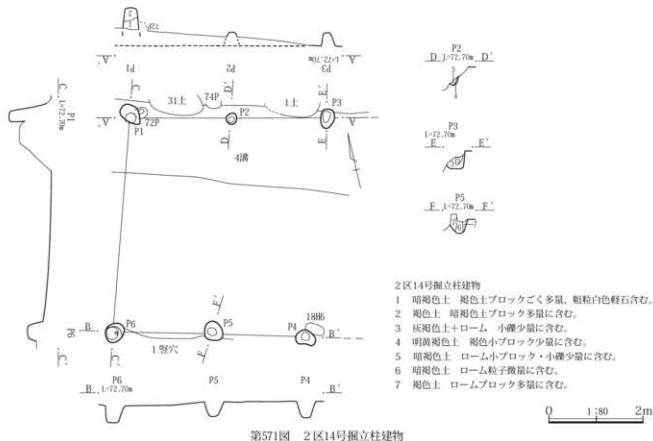 2
1
72P
A
A'
L=72.70m
P1
P2
P3
C
L=72.70m
P1
C
D'
E'
31土
74P
1土
P3
A'
72P
P1
P2
A
D
E
4溝
P2
D L=72.70m D'
3
4
P3
L=72.70m
E E'
P5
F L=72.70m F'
6
7
2区14号掘立柱建物
1 暗褐色土 褐色土ブロックごく多量、粗粒白色軽石含む。
2 褐色土 暗褐色土ブロック多量に含む。
3 灰褐色土+ローム 小礫少量に含む。
4 明黄褐色土 褐色小ブロック少量に含む。
5 暗褐色土 ローム小ブロック・小礫少量に含む。
6 暗褐色土 ローム粒子微量に含む。
7 褐色土 ロームブロック多量に含む。
F'
18H6
P6
P5
P4
B
B'
P6
C'
C'
1竪穴
F
P6
P5
P4
B L=72.70m
B'
0 1:80 2m
第571図 2区14号掘立柱建物